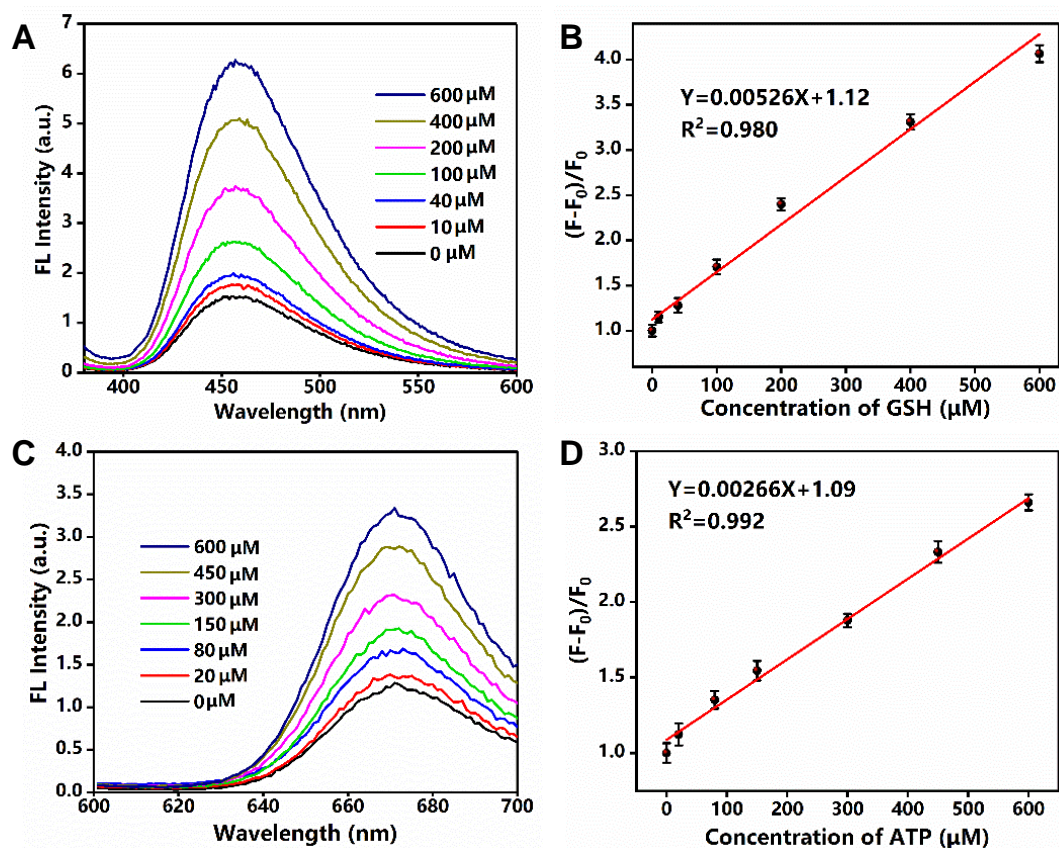 A
7
6
5
4
3
2
1
0
FL Intensity (a.u.)
600 μM
400 μM
200 μM
100 μM
40 μM
10 μM
0 μM
400
450
500
550
600
Wavelength (nm)
B
4.0
3.5
3.0
2.5
2.0
1.5
1.0
(F-F₀)/F₀
Y=0.00526X+1.12
R²=0.980
0
100
200
300
400
500
600
Concentration of GSH (μM)
C
4.0
3.5
3.0
2.5
2.0
1.5
1.0
0.5
0.0
FL Intensity (a.u.)
600 μM
450 μM
300 μM
150 μM
80 μM
20 μM
0 μM
600
620
640
660
680
700
Wavelength (nm)
D
3.0
2.5
2.0
1.5
1.0
(F-F₀)/F₀
Y=0.00266X+1.09
R²=0.992
0
100
200
300
400
500
600
Concentration of ATP (μM)